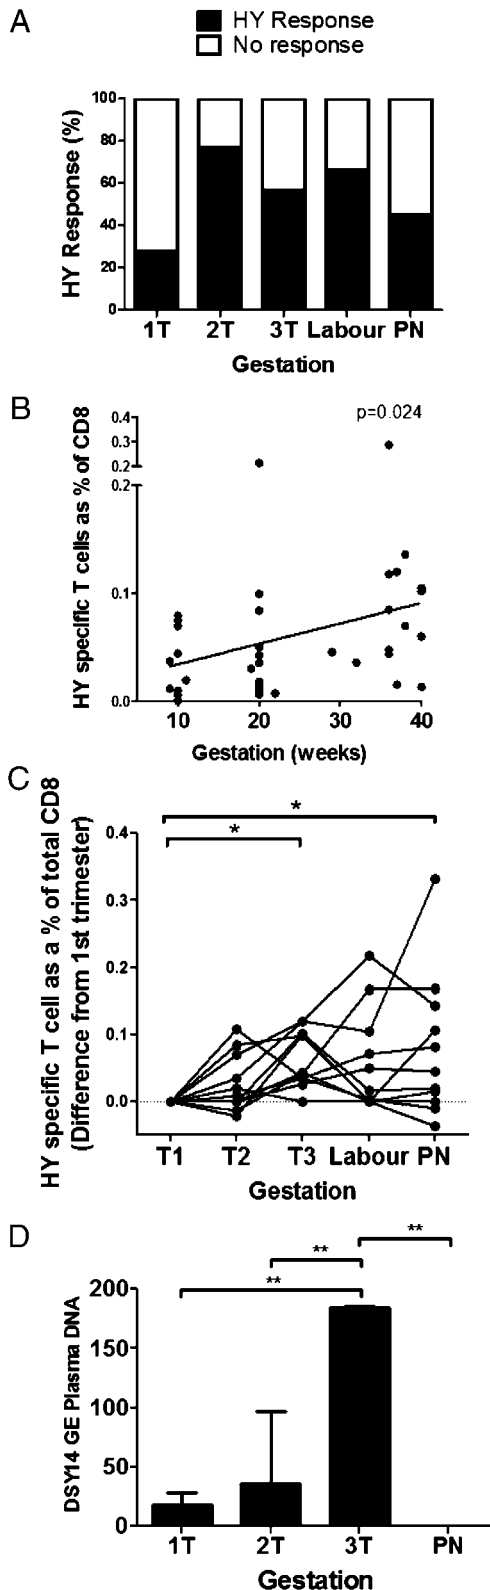 A
HY Response
No response
HY Response (%)
100
80
60
40
20
0
1T 2T 3T Labour PN
Gestation
B
HY specific T cells as % of CD8
p=0.024
0.4
0.3
0.2
0.2
0.1
0.0
10 20 30 40
Gestation (weeks)
C
HY specific T cell as a % of total CD8
(Difference from 1st trimester)
*
*
0.4
0.3
0.2
0.1
0.0
T1 T2 T3 Labour PN
Gestation
D
DSY14 GE Plasma DNA
**
**
**
200
150
100
50
0
1T 2T 3T PN
Gestation